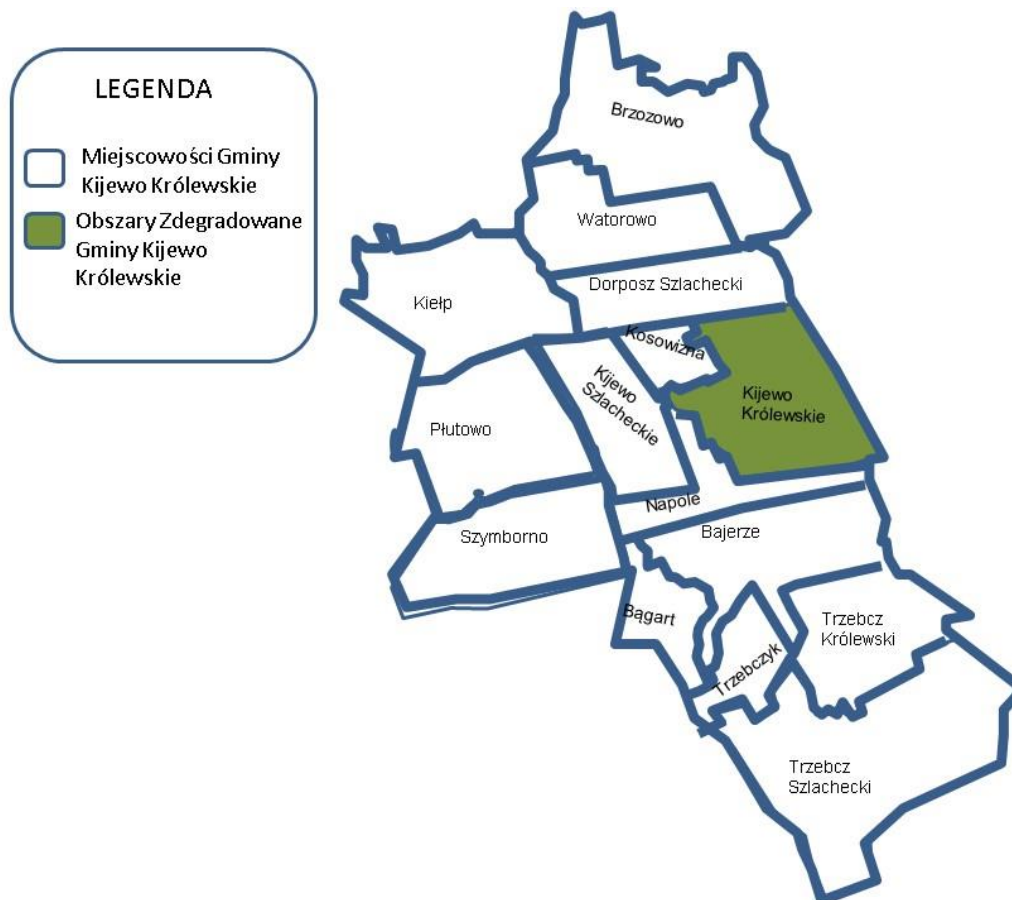 LEGENDA
Miejscowości Gminy
Kijewo Królewskie
Obszary Zdegradowane
Gminy Kijewo
Królewskie
Brzozowo
Watorowo
Dorposz Szlachecki
Kiełp
Kosowizna
Kijewo
Szlacheckie
Kijewo
Królewskie
Płutowo
Napole
Szymborno
Bajerze
Bągart
Trzebcz
Królewski
Trzebczyk
Trzebcz
Szlachecki